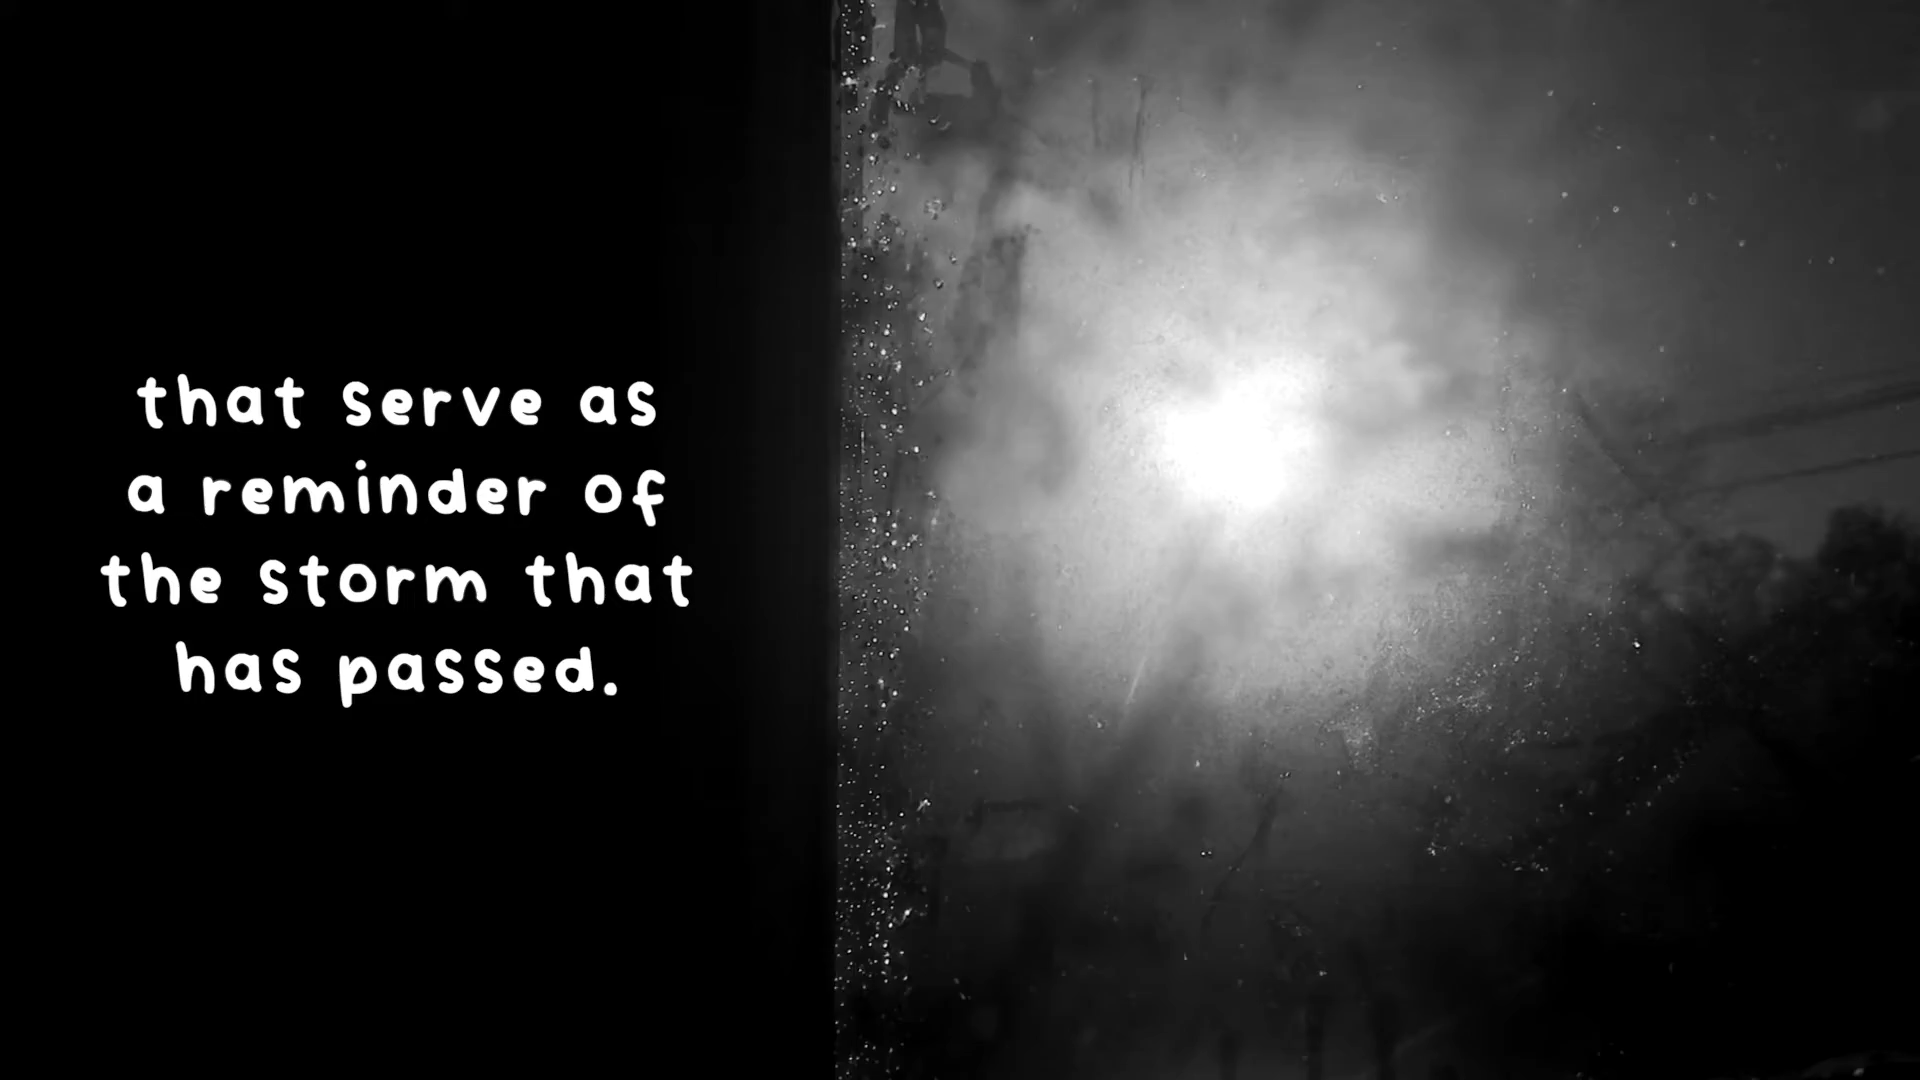 that serve as
a reminder of
the storm that
has passed.